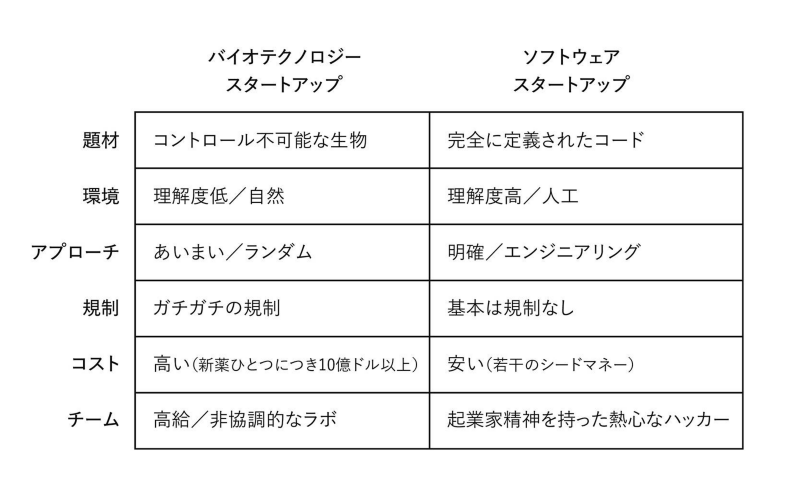 バイオテクノロジー ソフトウェア
スタートアップ スタートアップ
題材 コントロール不可能な生物 完全に定義されたコード
環境 理解度低／自然 理解度高／人工
アプローチ あいまい／ランダム 明確／エンジニアリング
規制 ガチガチの規制 基本は規制なし
コスト 高い（新薬ひとつにつき10億ドル以上） 安い（若干のシードマネー）
チーム 高給／非協調的なラボ 起業家精神を持った熱心なハッカー